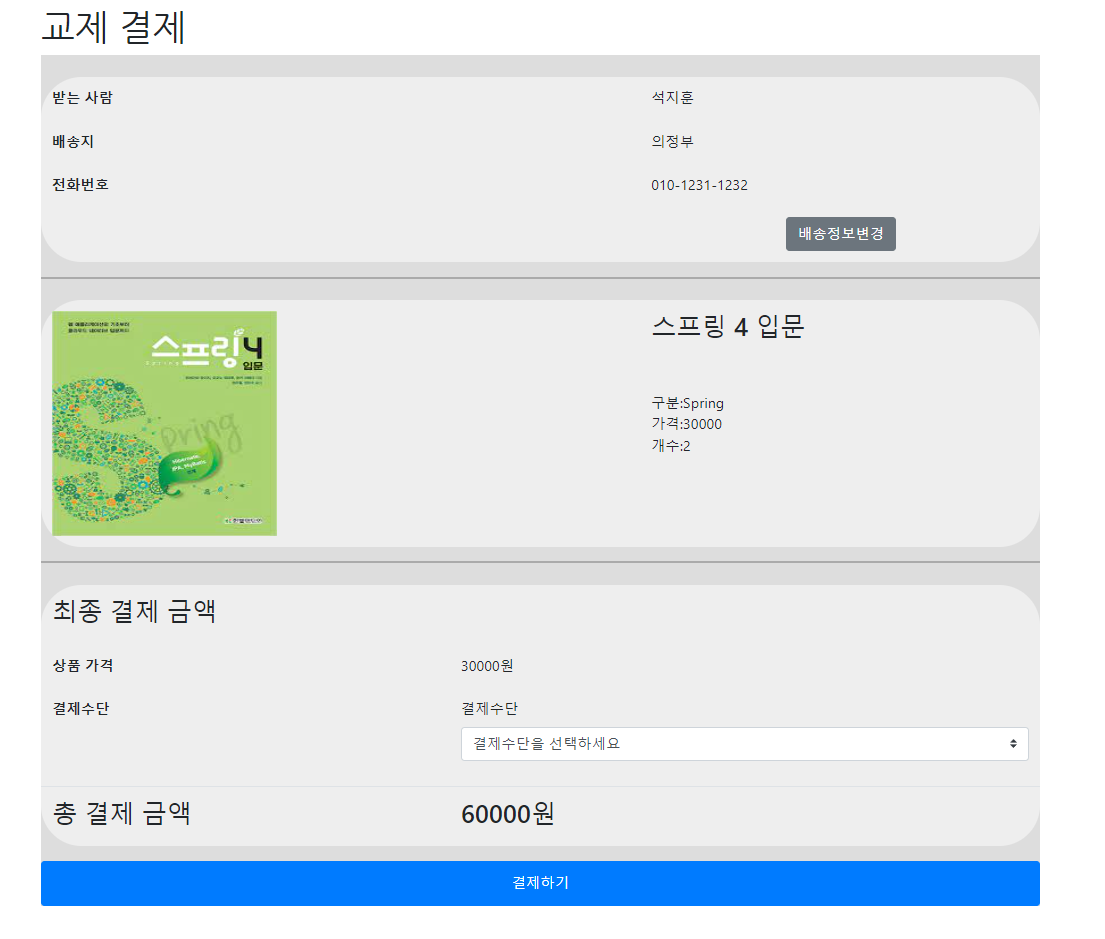 교제 결제
받는 사람 석지훈
배송지 의정부
전화번호 010-1231-1232
배송정보변경
스프링4
입문
Spring
Hibernate,
JPA, MyBatis
스프링 4 입문
구분:Spring
가격:30000
개수:2
최종 결제 금액
상품 가격 30000원
결제수단 결제수단
결제수단을 선택하세요
총 결제 금액 60000원
결제하기